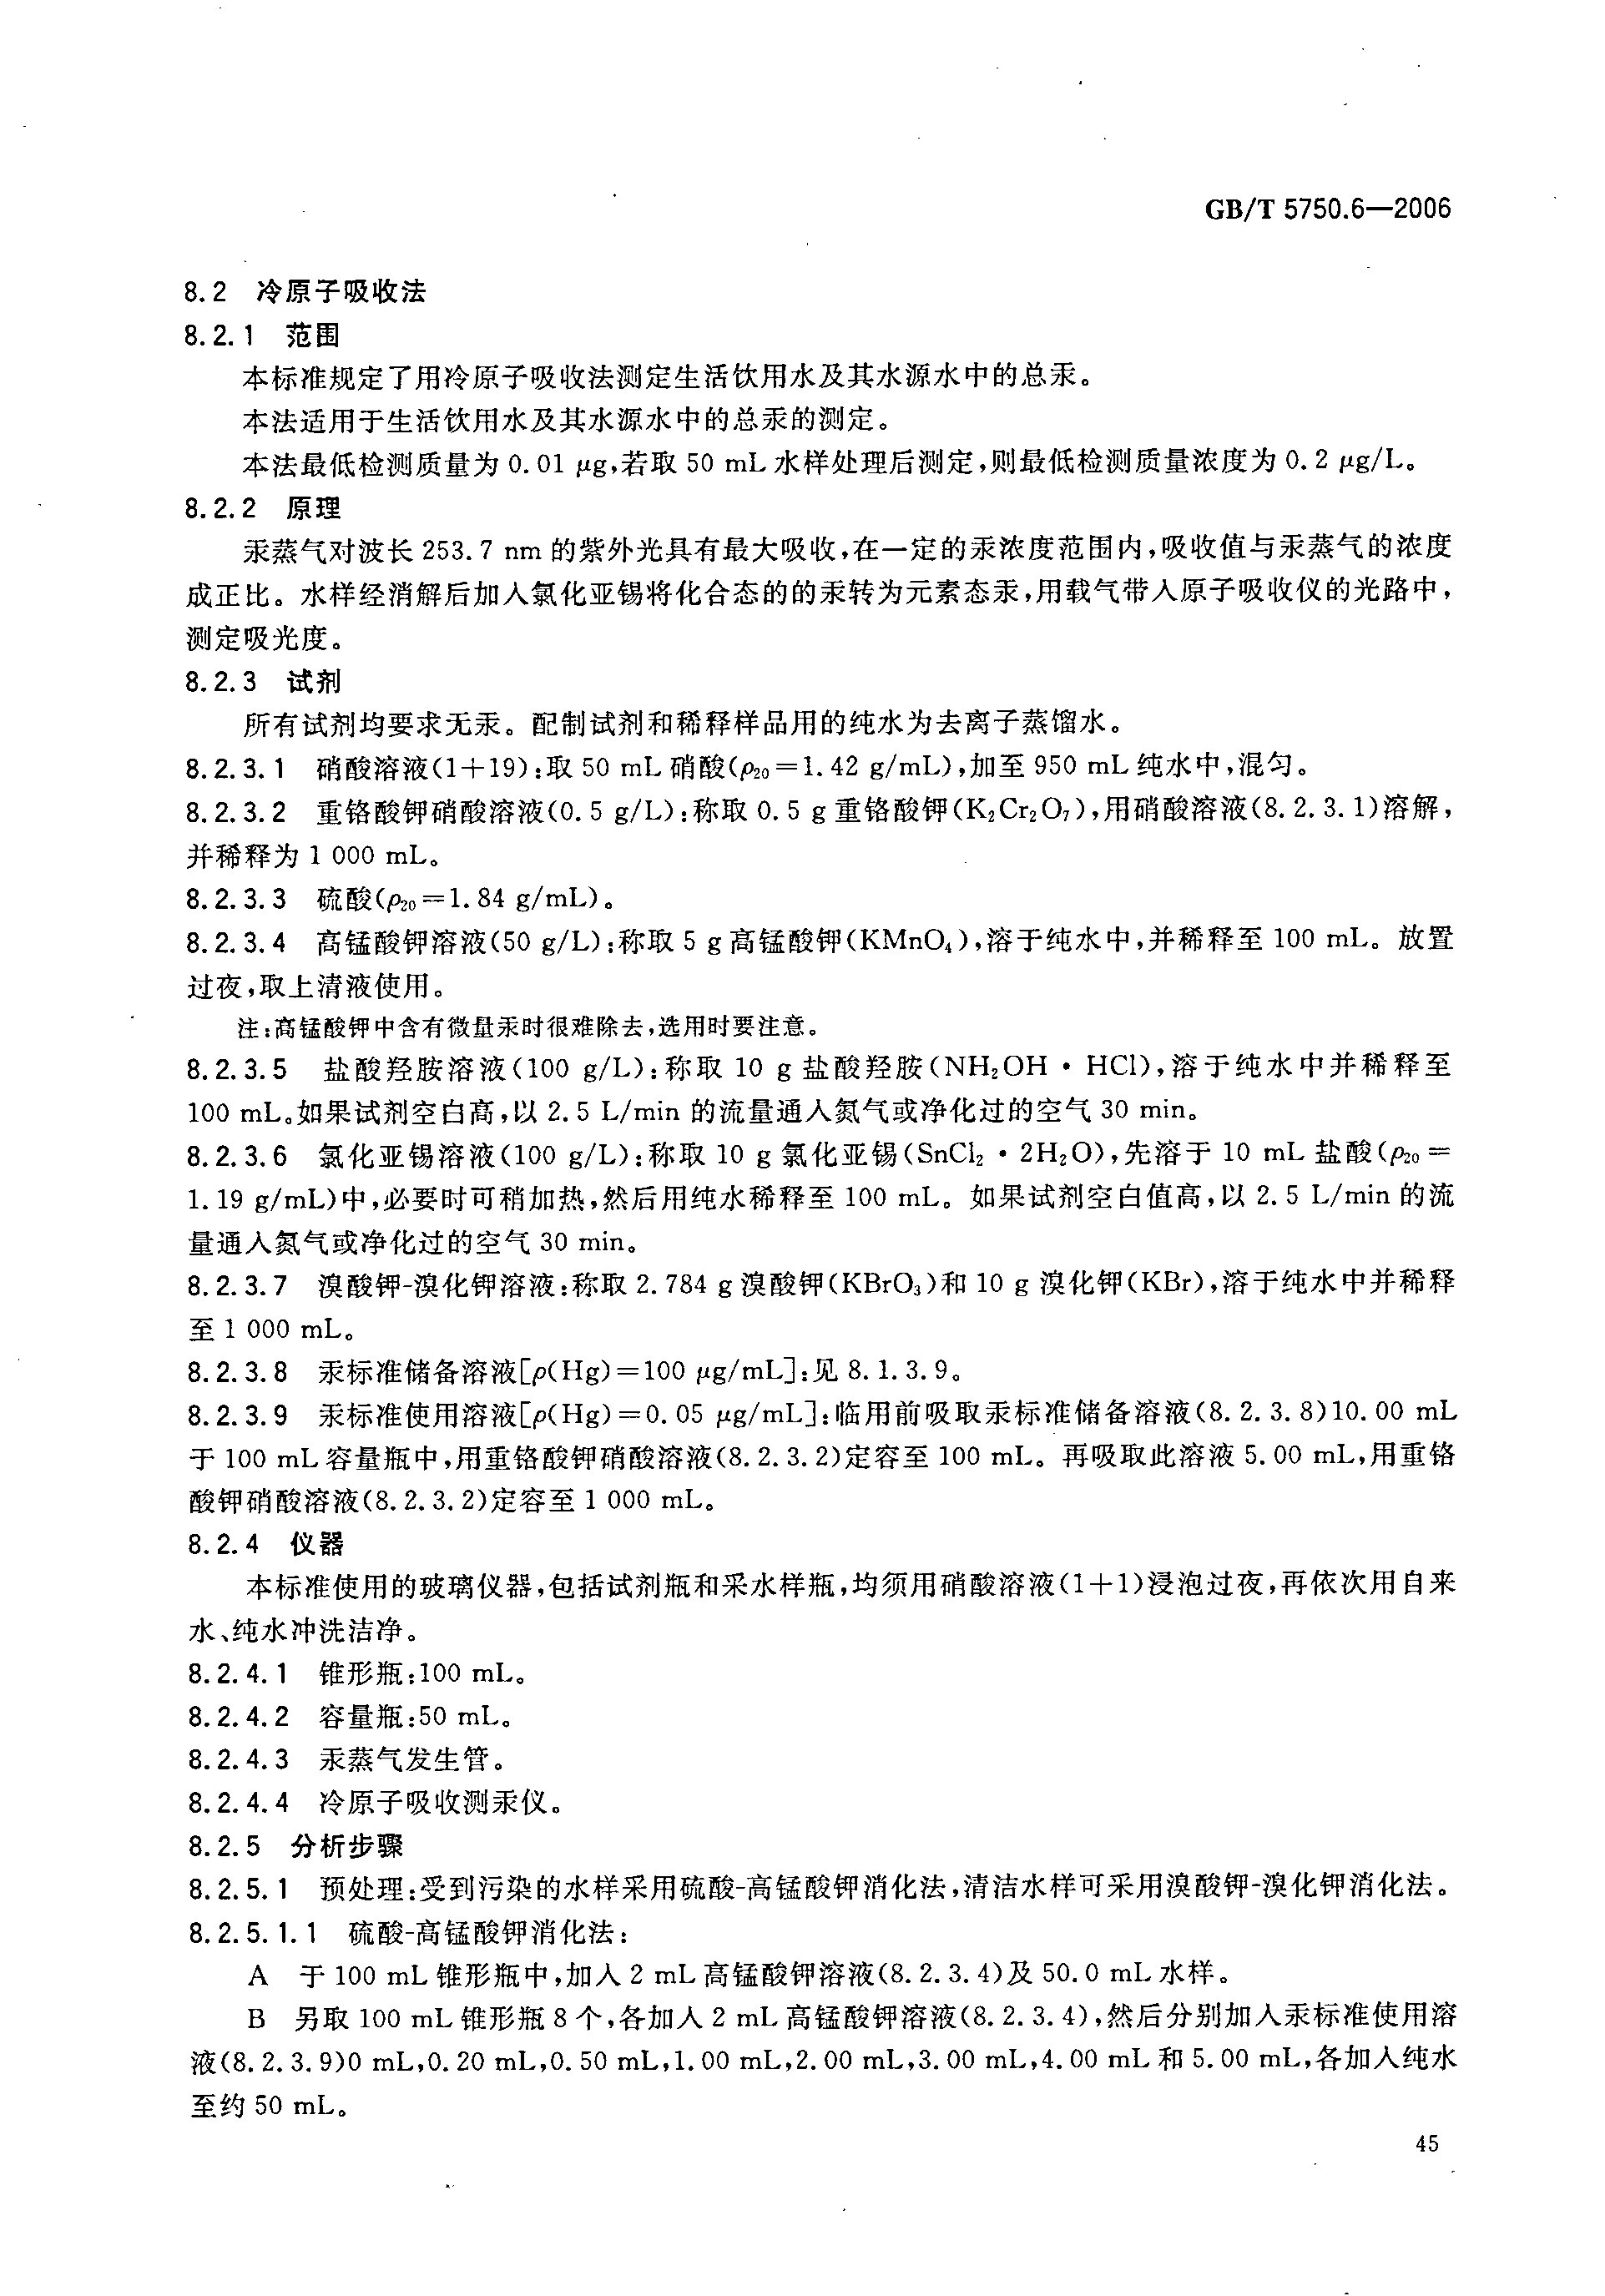 GB/T 5750.6—2006
8.2 冷原子吸收法
8.2.1 范围
本标准规定了用冷原子吸收法测定生活饮用水及其水源水中的总汞。
本法适用于生活饮用水及其水源水中的总汞的测定。
本法最低检测质量为 0.01 μg,若取 50 mL 水样处理后测定,则最低检测质量浓度为 0.2 μg/L。
8.2.2 原理
汞蒸气对波长 253.7 nm 的紫外光具有最大吸收,在一定的汞浓度范围内,吸收值与汞蒸气的浓度
成正比。水样经消解后加入氯化亚锡将化合态的的汞转为元素态汞,用载气带入原子吸收仪的光路中,
测定吸光度。
8.2.3 试剂
所有试剂均要求无汞。配制试剂和稀释样品用的纯水为去离子蒸馏水。
8.2.3.1 硝酸溶液(1+19):取 50 mL 硝酸(ρ₂₀=1.42 g/mL),加至 950 mL 纯水中,混匀。
8.2.3.2 重铬酸钾硝酸溶液(0.5 g/L):称取 0.5 g 重铬酸钾(K₂Cr₂O₇),用硝酸溶液(8.2.3.1)溶解,
并稀释为 1 000 mL。
8.2.3.3 硫酸(ρ₂₀=1.84 g/mL)。
8.2.3.4 高锰酸钾溶液(50 g/L):称取 5 g 高锰酸钾(KMnO₄),溶于纯水中,并稀释至 100 mL。放置
过夜,取上清液使用。
注:高锰酸钾中含有微量汞时很难除去,选用时要注意。
8.2.3.5 盐酸羟胺溶液(100 g/L):称取 10 g 盐酸羟胺(NH₂OH·HCl),溶于纯水中并稀释至
100 mL。如果试剂空白高,以 2.5 L/min 的流量通入氮气或净化过的空气 30 min。
8.2.3.6 氯化亚锡溶液(100 g/L):称取 10 g 氯化亚锡(SnCl₂·2H₂O),先溶于 10 mL 盐酸(ρ₂₀=
1.19 g/mL)中,必要时可稍加热,然后用纯水稀释至 100 mL。如果试剂空白值高,以 2.5 L/min 的流
量通入氮气或净化过的空气 30 min。
8.2.3.7 溴酸钾-溴化钾溶液:称取 2.784 g 溴酸钾(KBrO₃)和 10 g 溴化钾(KBr),溶于纯水中并稀释
至 1 000 mL。
8.2.3.8 汞标准储备溶液[ρ(Hg)=100 μg/mL]:见 8.1.3.9。
8.2.3.9 汞标准使用溶液[ρ(Hg)=0.05 μg/mL]:临用前吸取汞标准储备溶液(8.2.3.8)10.00 mL
于 100 mL 容量瓶中,用重铬酸钾硝酸溶液(8.2.3.2)定容至 100 mL。再吸取此溶液 5.00 mL,用重铬
酸钾硝酸溶液(8.2.3.2)定容至 1 000 mL。
8.2.4 仪器
本标准使用的玻璃仪器,包括试剂瓶和采水样瓶,均须用硝酸溶液(1+1)浸泡过夜,再依次用自来
水、纯水冲洗洁净。
8.2.4.1 锥形瓶:100 mL。
8.2.4.2 容量瓶:50 mL。
8.2.4.3 汞蒸气发生管。
8.2.4.4 冷原子吸收测汞仪。
8.2.5 分析步骤
8.2.5.1 预处理:受到污染的水样采用硫酸-高锰酸钾消化法,清洁水样可采用溴酸钾-溴化钾消化法。
8.2.5.1.1 硫酸-高锰酸钾消化法:
A 于 100 mL 锥形瓶中,加入 2 mL 高锰酸钾溶液(8.2.3.4)及 50.0 mL 水样。
B 另取 100 mL 锥形瓶 8 个,各加入 2 mL 高锰酸钾溶液(8.2.3.4),然后分别加入汞标准使用溶
液(8.2.3.9)0 mL,0.20 mL,0.50 mL,1.00 mL,2.00 mL,3.00 mL,4.00 mL 和 5.00 mL,各加入纯水
至约 50 mL。
45